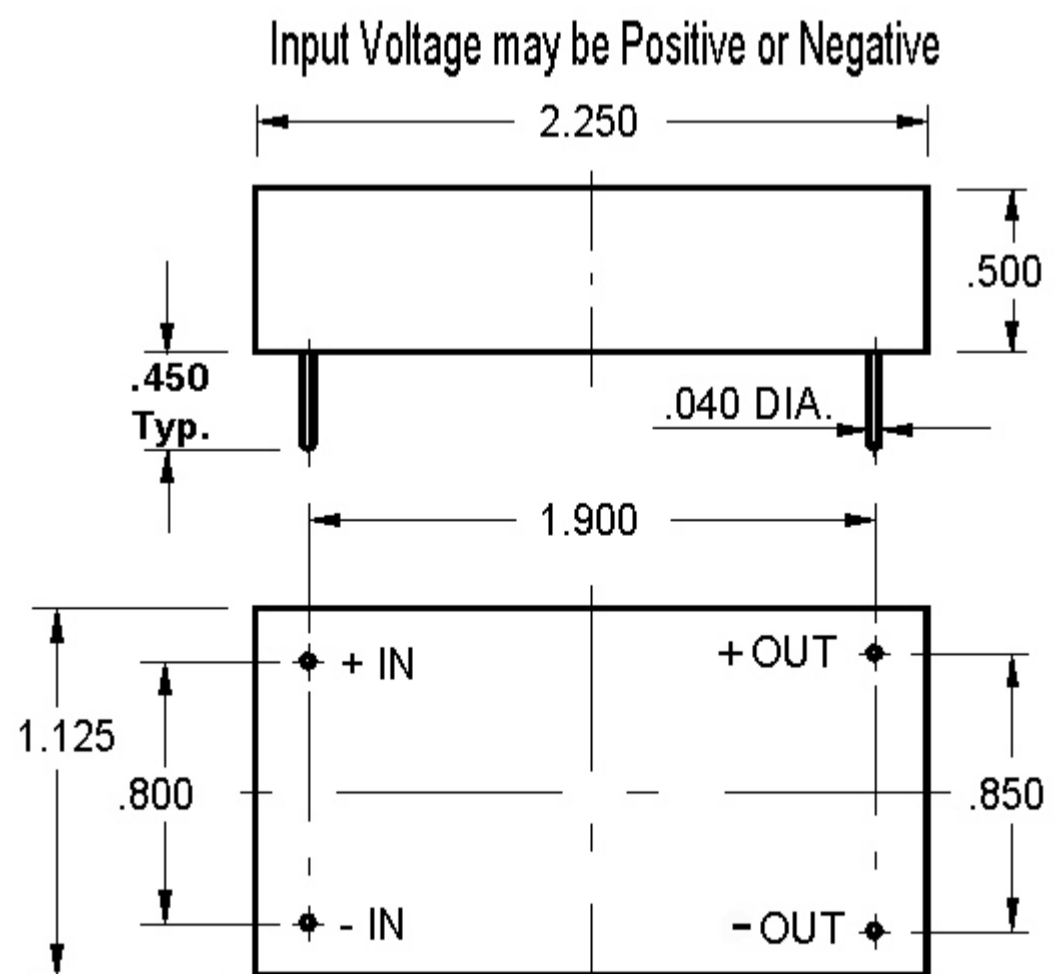 Input Voltage may be Positive or Negative
2.250
.500
.450
Typ.
.040 DIA.
1.900
+ IN
+ OUT
1.125
.800
.850
- IN
- OUT